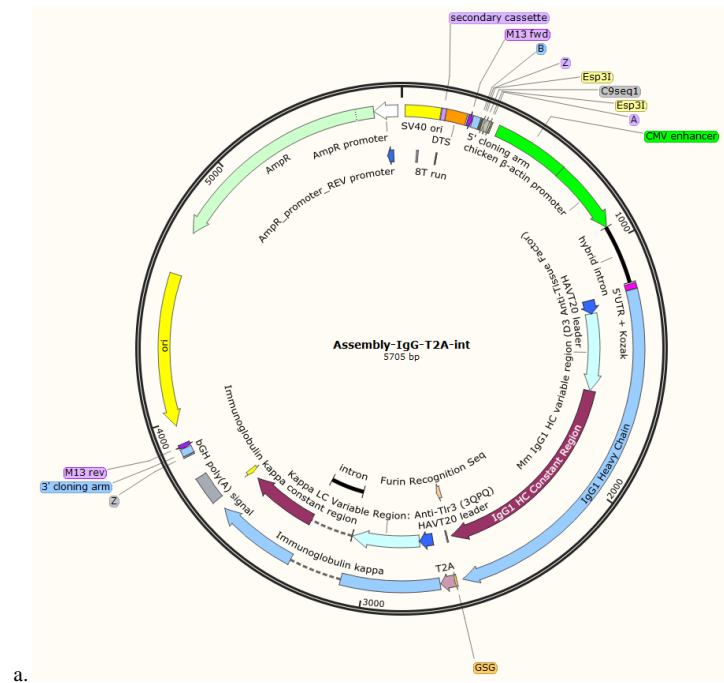 secondary cassette
M13 fwd
B
Z
Esp3I
C9seq1
Esp3I
A
CMV enhancer
SV40 ori
DTS
5' cloning arm
chicken β-actin promoter
8T run
AmpR promoter
AmpR
AmpR_promoter_REV promoter
5000
1000
hybrid intron
5'UTR + Kozak
HAVT20 leader
Mm IgG1 HC variable region (D3 Anti-Tissue Factor)
Assembly-IgG-T2A-int
5705 bp
ori
IgG1 HC Constant Region
IgG1 Heavy Chain
2000
4000
M13 rev
3' cloning arm
Z
bGH poly(A) signal
Immunoglobulin kappa constant region
intron
Furin Recognition Seq
Kappa LC Variable Region: Anti-Tlr3 (3QPQ)
HAVT20 leader
Immunoglobulin kappa
T2A
3000
GSG
a.